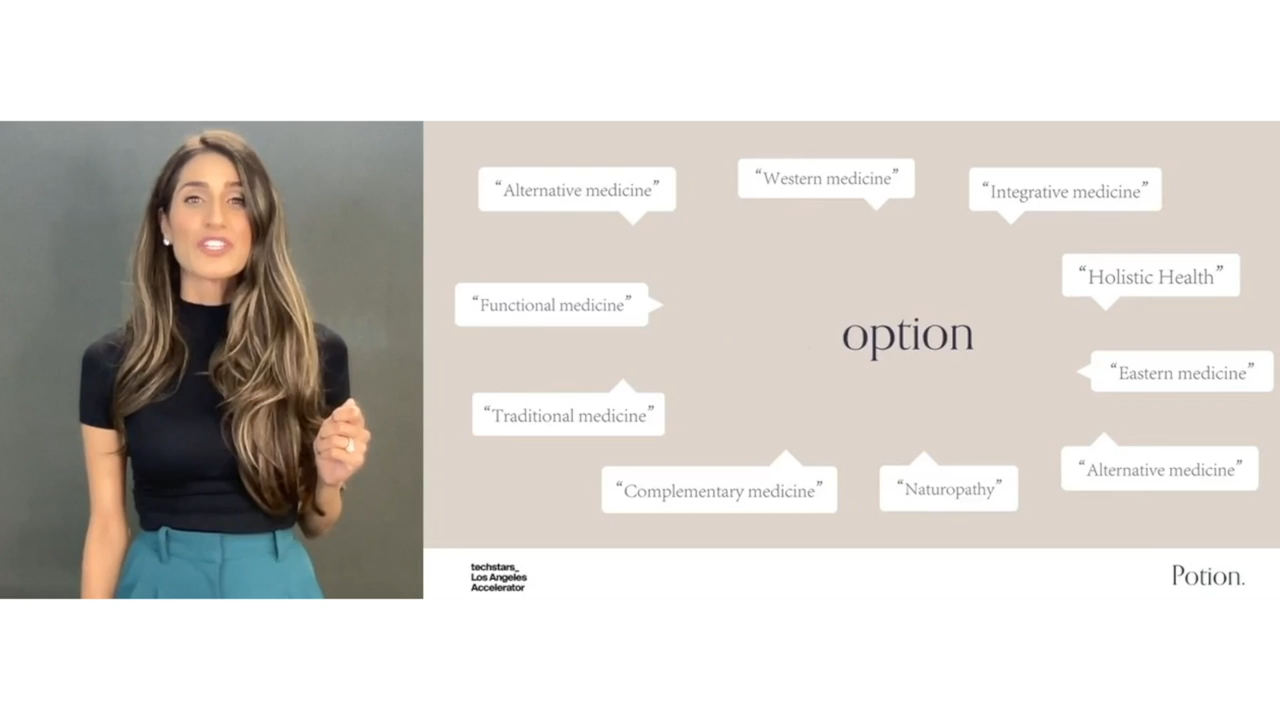 “Alternative medicine”
“Western medicine”
“Integrative medicine”
“Holistic Health”
“Functional medicine”
option
“Eastern medicine”
“Traditional medicine”
“Alternative medicine”
“Complementary medicine”
“Naturopathy”
techstars_
Los Angeles
Accelerator
Potion.